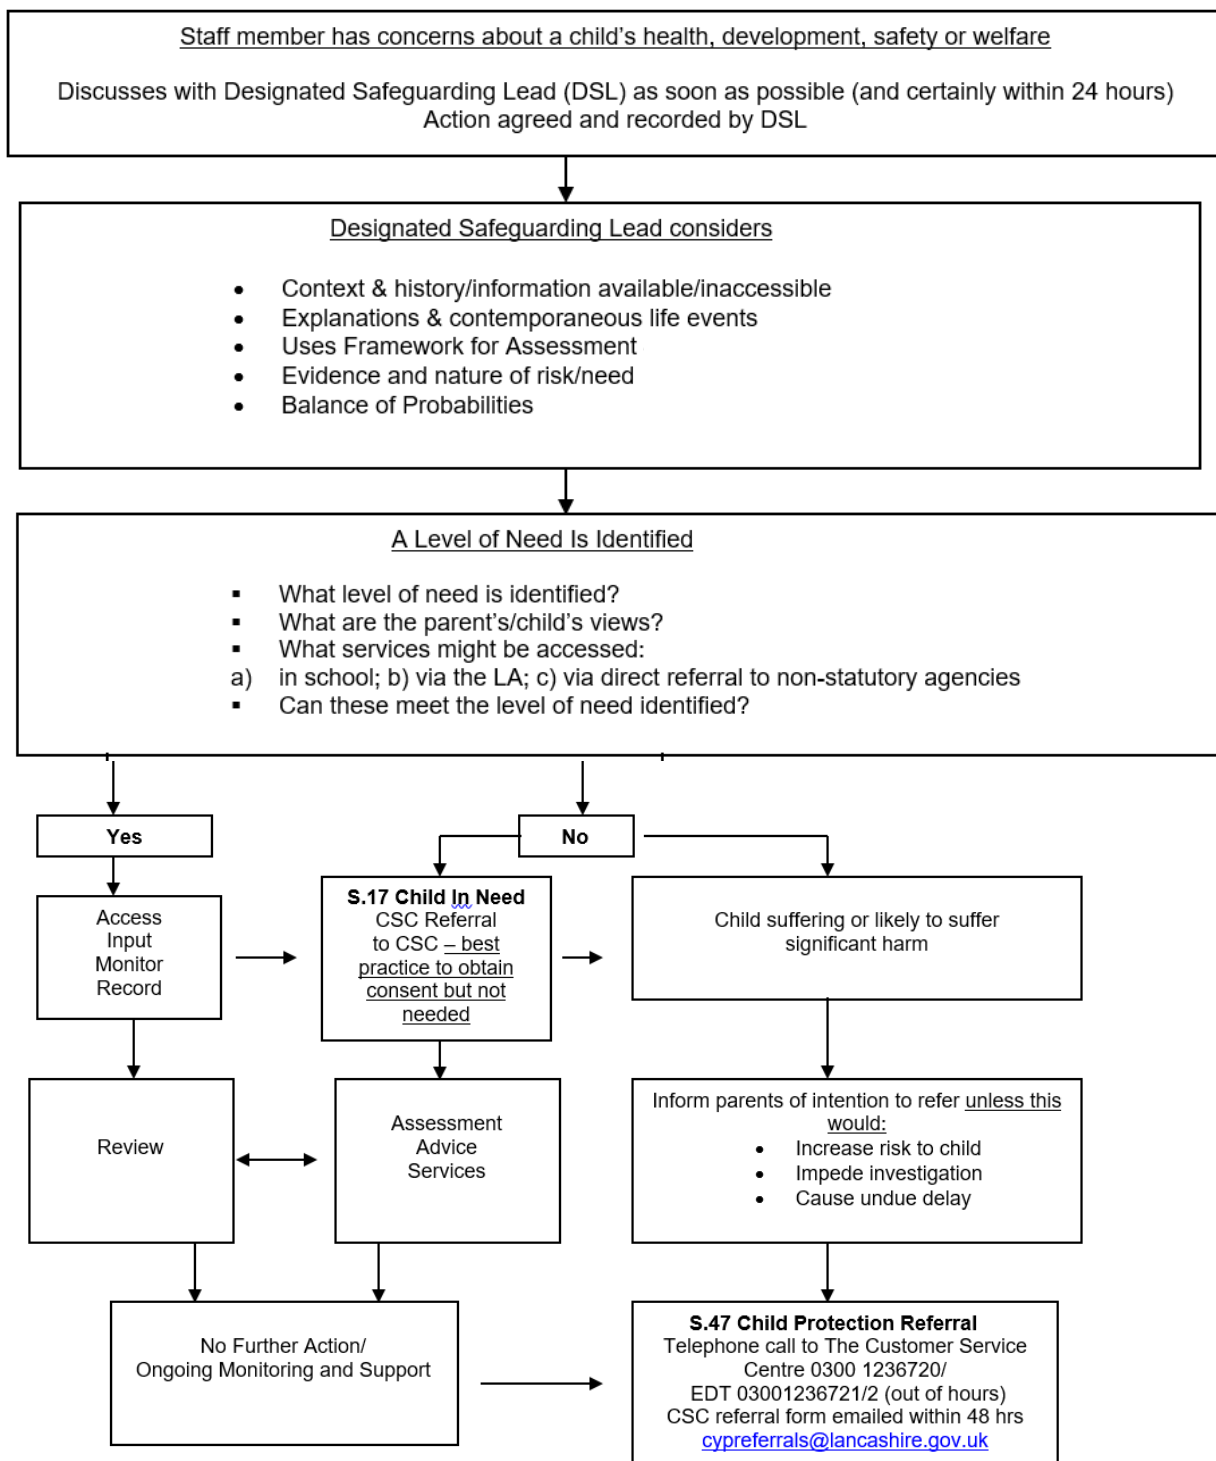 Staff member has concerns about a child's health, development, safety or welfare
Discusses with Designated Safeguarding Lead (DSL) as soon as possible (and certainly within 24 hours)
Action agreed and recorded by DSL
Designated Safeguarding Lead considers
• Context & history/information available/inaccessible
• Explanations & contemporaneous life events
• Uses Framework for Assessment
• Evidence and nature of risk/need
• Balance of Probabilities
A Level of Need Is Identified
▪ What level of need is identified?
▪ What are the parent's/child's views?
▪ What services might be accessed:
a) in school; b) via the LA; c) via direct referral to non-statutory agencies
▪ Can these meet the level of need identified?
Yes
No
Access
Input
Monitor
Record
S.17 Child In Need
CSC Referral
to CSC – best
practice to obtain
consent but not
needed
Child suffering or likely to suffer
significant harm
Review
Assessment
Advice
Services
Inform parents of intention to refer unless this
would:
• Increase risk to child
• Impede investigation
• Cause undue delay
No Further Action/
Ongoing Monitoring and Support
S.47 Child Protection Referral
Telephone call to The Customer Service
Centre 0300 1236720/
EDT 03001236721/2 (out of hours)
CSC referral form emailed within 48 hrs
cypreferrals@lancashire.gov.uk